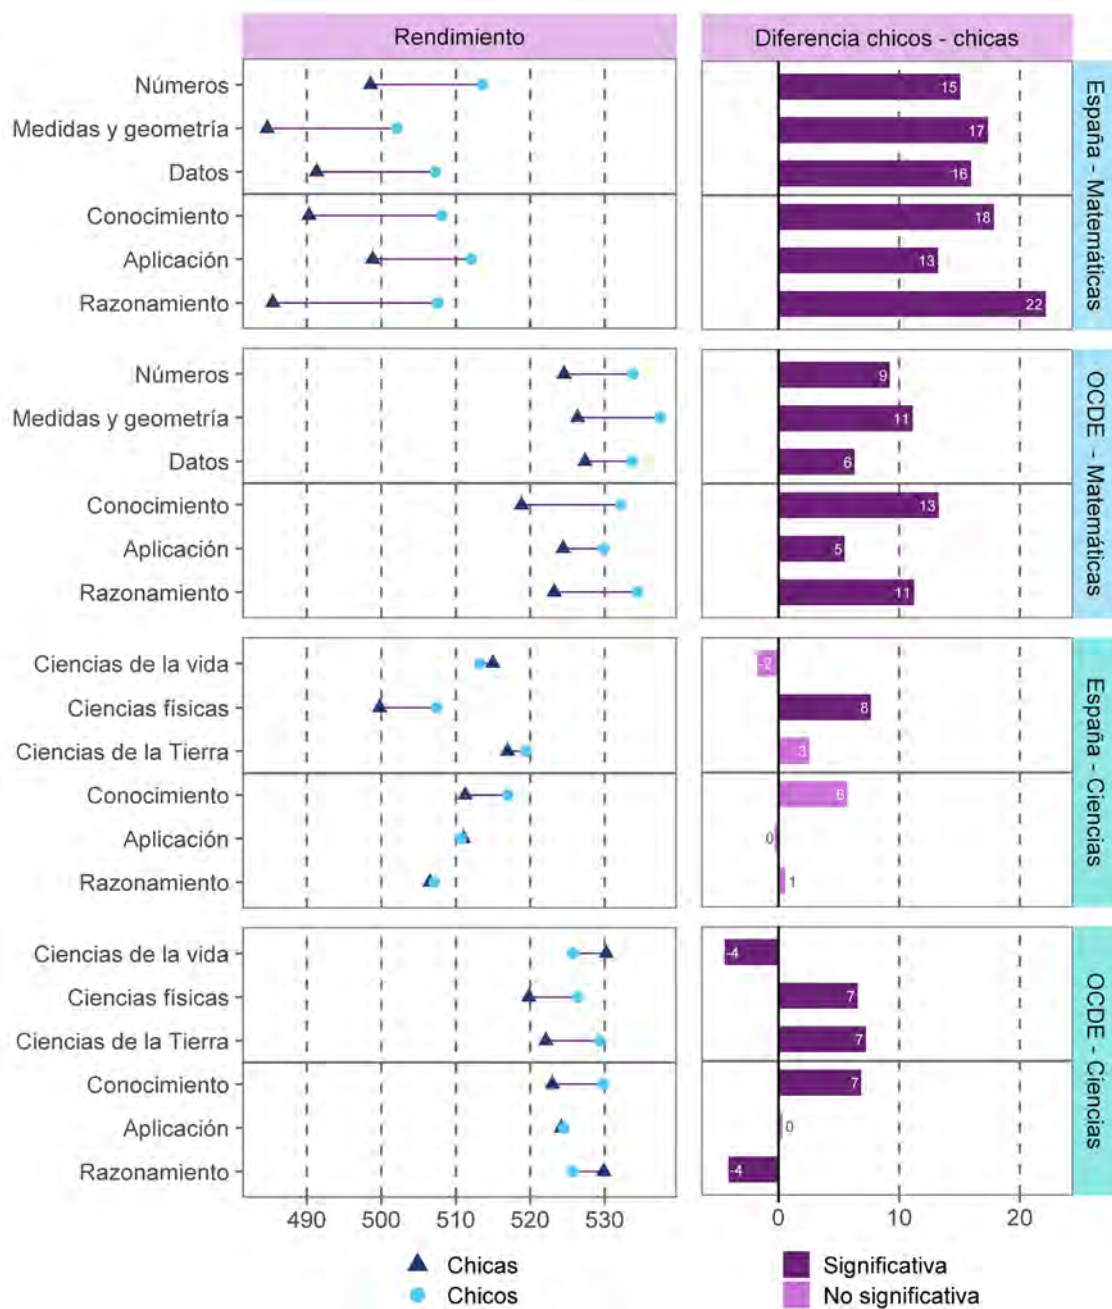 Rendimiento
Diferencia chicos - chicas
Números
15
Medidas y geometría
17
Datos
16
Conocimiento
18
Aplicación
13
Razonamiento
22
España - Matemáticas
Números
9
Medidas y geometría
11
Datos
6
Conocimiento
13
Aplicación
5
Razonamiento
11
OCDE - Matemáticas
Ciencias de la vida
-2
Ciencias físicas
8
Ciencias de la Tierra
3
Conocimiento
6
Aplicación
0
Razonamiento
1
España - Ciencias
Ciencias de la vida
-4
Ciencias físicas
7
Ciencias de la Tierra
7
Conocimiento
7
Aplicación
0
Razonamiento
-4
OCDE - Ciencias
490 500 510 520 530
0 10 20
Chicas
Chicos
Significativa
No significativa